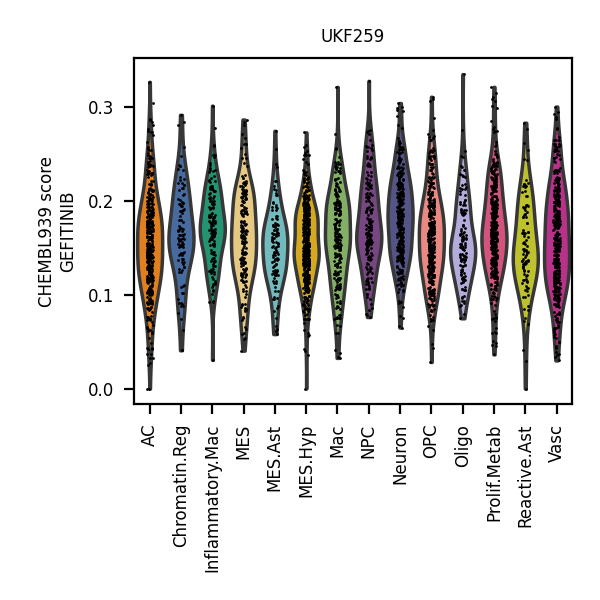 UKF259
CHEMBL939 score
GEFITINIB
0.3
0.2
0.1
0.0
AC
Chromatin.Reg
Inflammatory.Mac
MES
MES.Ast
MES.Hyp
Mac
NPC
Neuron
OPC
Oligo
Prolif.Metab
Reactive.Ast
Vasc